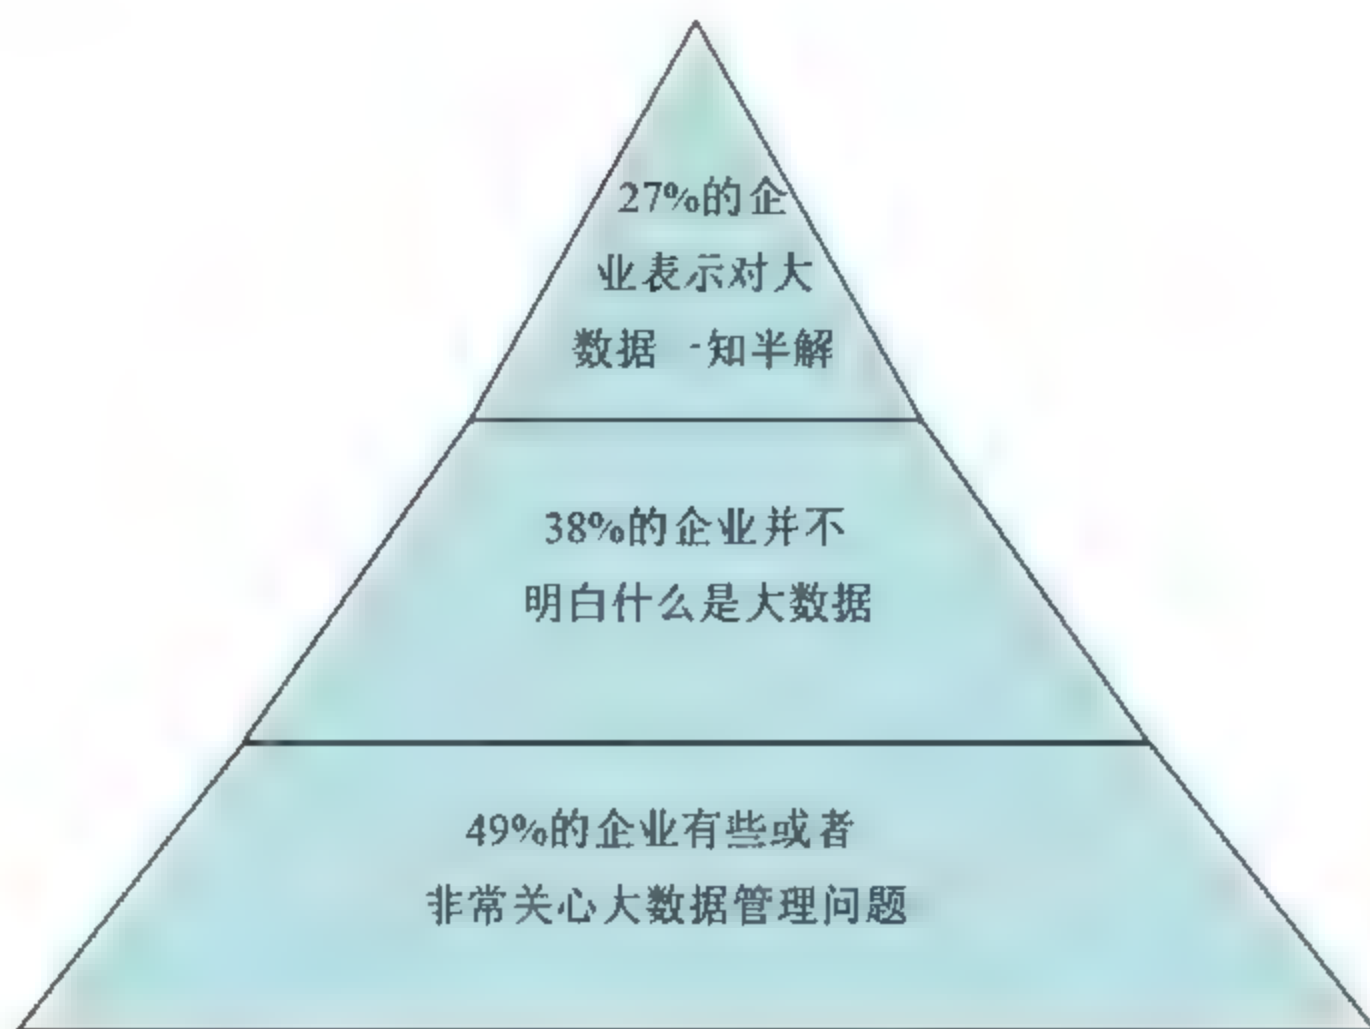 27%的企
业表示对大
数据一知半解
38%的企业并不
明白什么是大数据
49%的企业有些或者
非常关心大数据管理问题